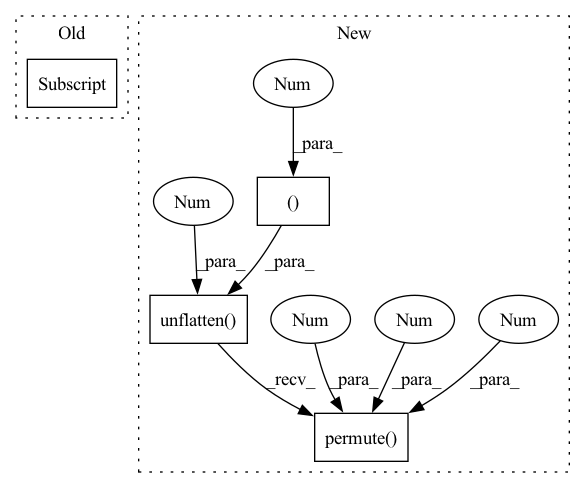 Old
New
Subscript
Num
_para_
Num
()
_para_
_para_
unflatten()
Num
Num
Num
_recv_
_para_
_para_
_para_
permute()